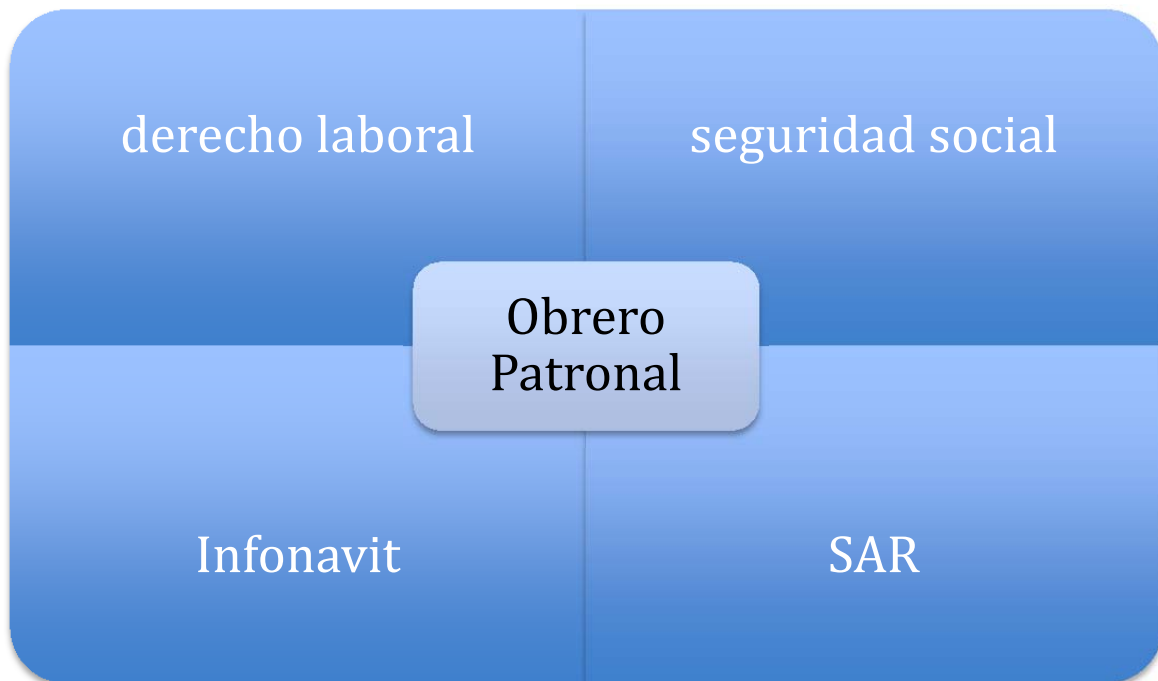 derecho laboral
seguridad social
Obrero
Patronal
Infonavit
SAR